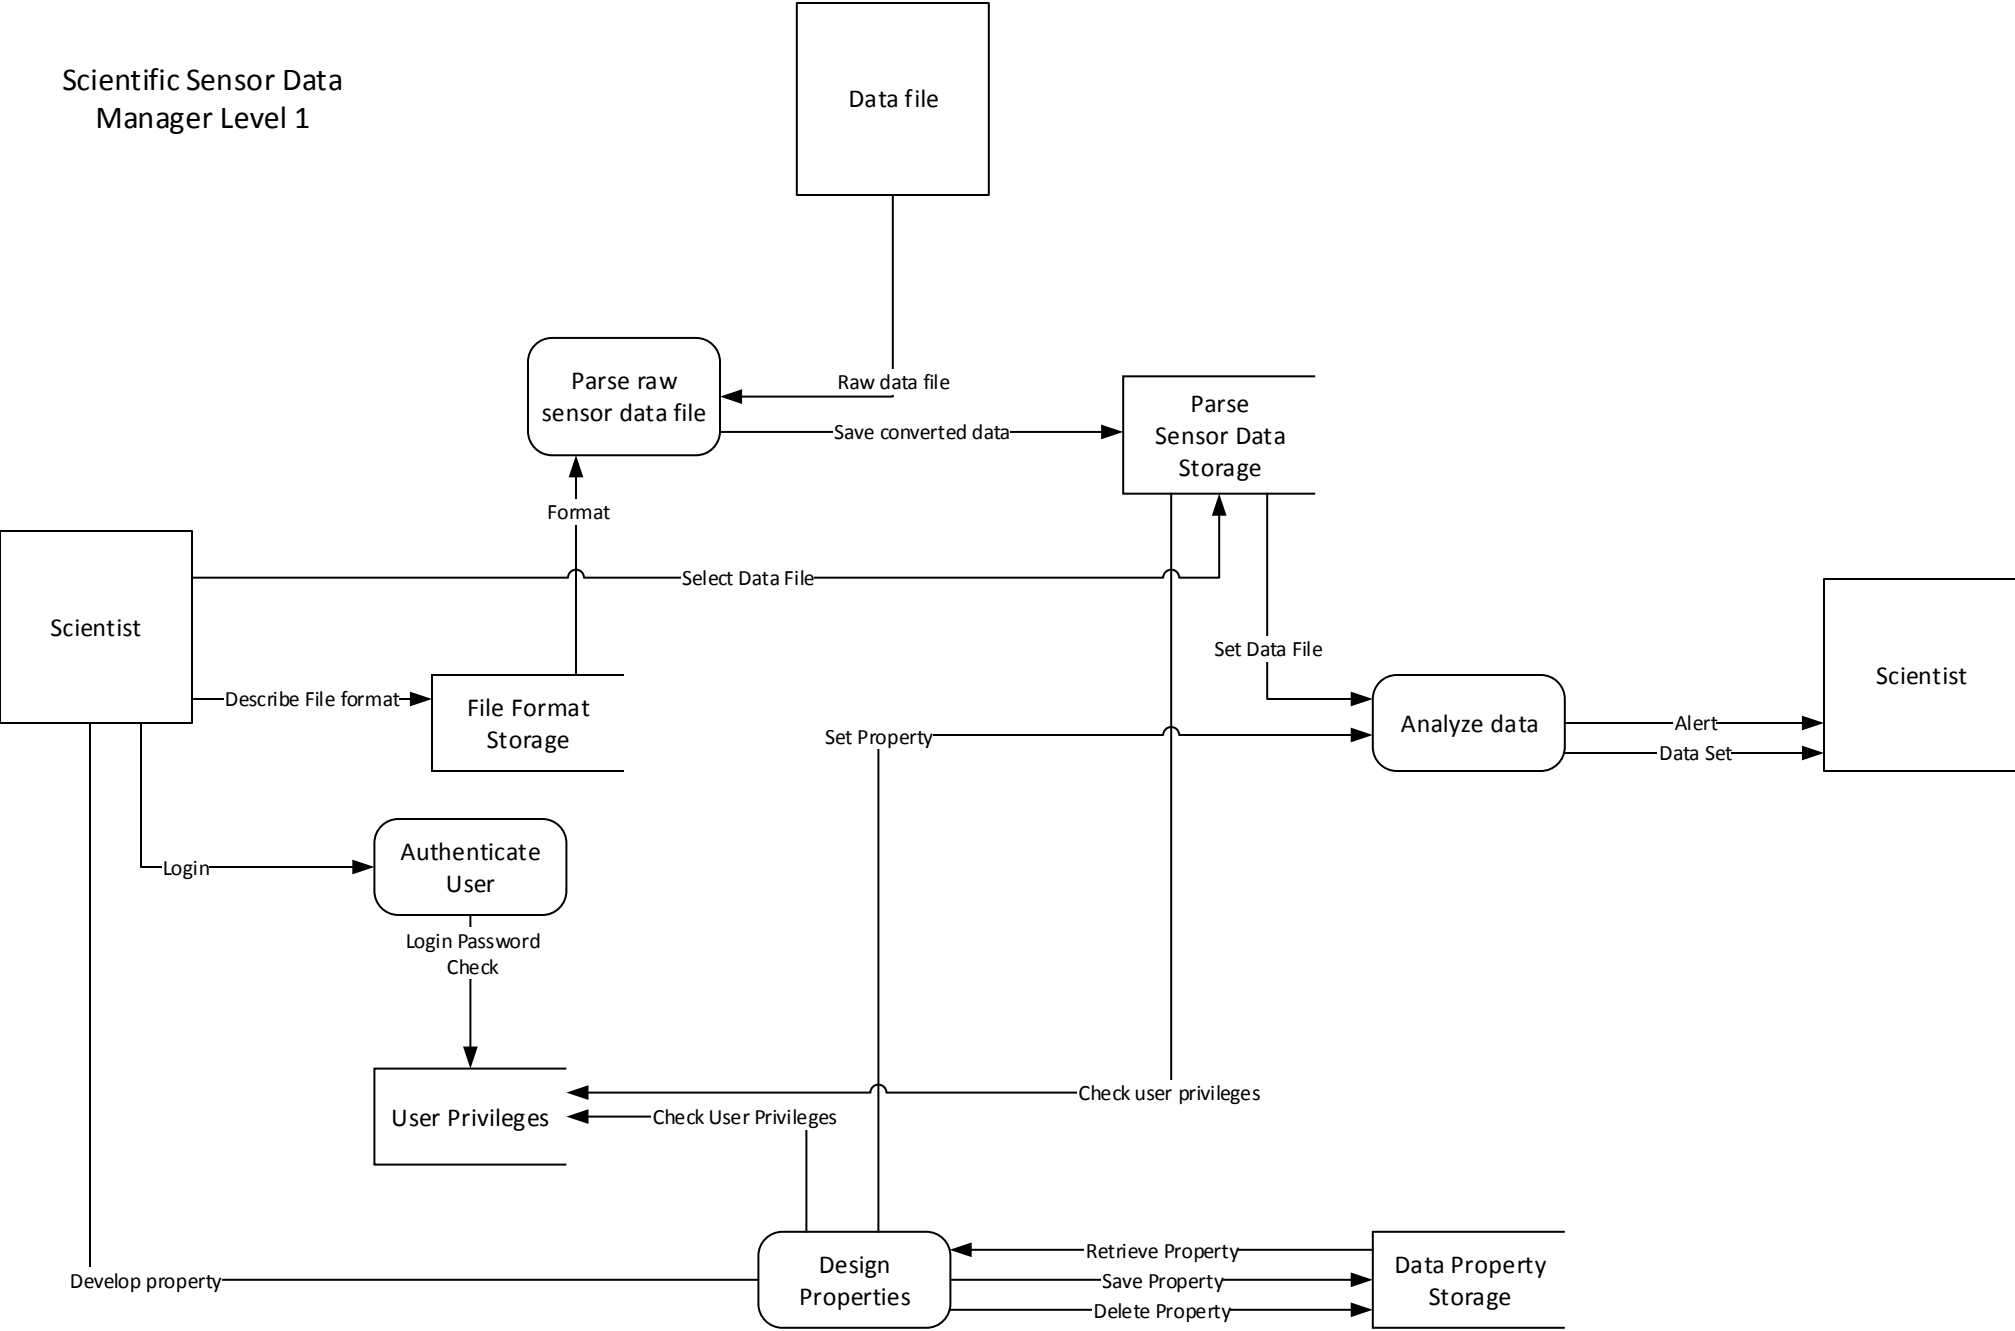 Scientific Sensor Data
Manager Level 1
Data file
Parse raw
sensor data file
Raw data file
Save converted data
Parse
Sensor Data
Storage
Format
Select Data File
Scientist
Describe File format
File Format
Storage
Set Data File
Set Property
Analyze data
Alert
Data Set
Scientist
Login
Authenticate
User
Login Password
Check
User Privileges
Check user privileges
Check User Privileges
Develop property
Design
Properties
Retrieve Property
Save Property
Delete Property
Data Property
Storage